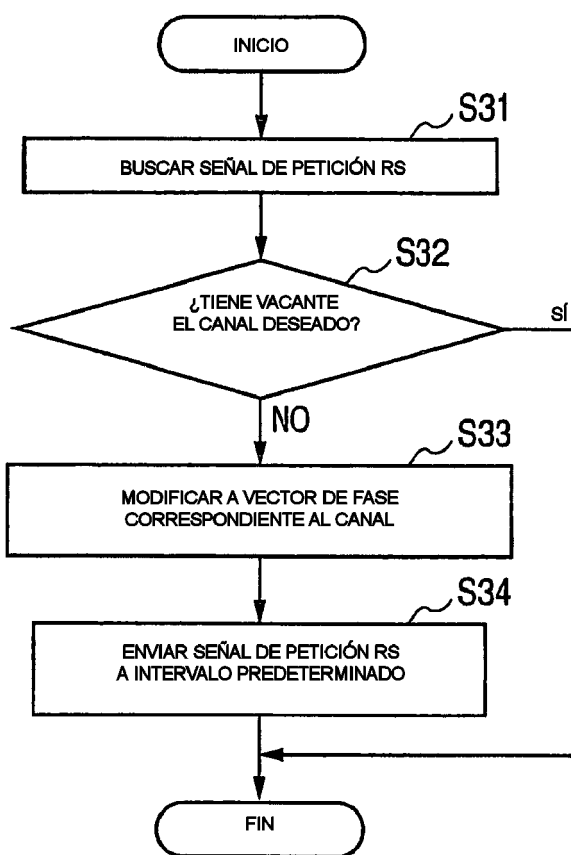 INICIO
S31
BUSCAR SEÑAL DE PETICIÓN RS
S32
¿TIENE VACANTE
EL CANAL DESEADO?
SÍ
NO
S33
MODIFICAR A VECTOR DE FASE
CORRESPONDIENTE AL CANAL
S34
ENVIAR SEÑAL DE PETICIÓN RS
A INTERVALO PREDETERMINADO
FIN